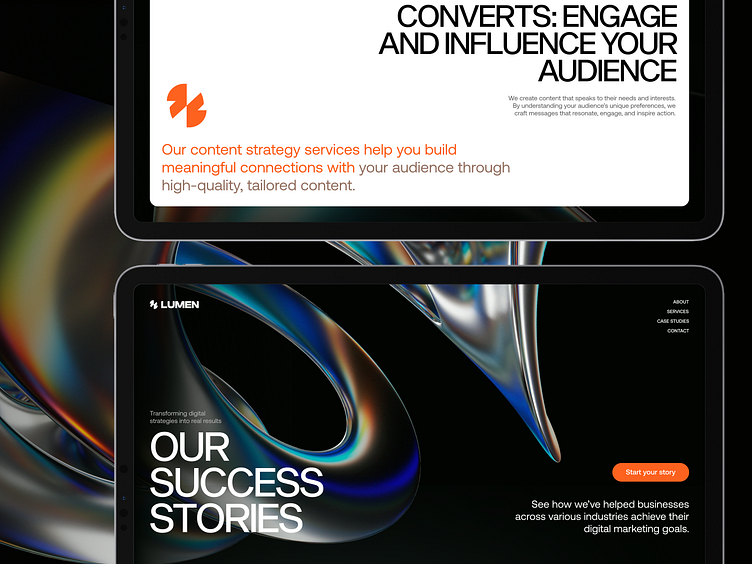 CONVERTS: ENGAGE
AND INFLUENCE YOUR
AUDIENCE
We create content that speaks to their needs and interests.
By understanding your audience's unique preferences, we
craft messages that resonate, engage, and inspire action.
Our content strategy services help you build
meaningful connections with your audience through
high-quality, tailored content.
LUMEN
ABOUT
SERVICES
CASE STUDIES
CONTACT
Transforming digital
strategies into real results
OUR
SUCCESS
STORIES
Start your story
See how we've helped businesses
across various industries achieve their
digital marketing goals.